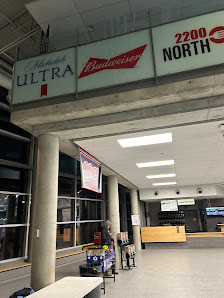 Michelob
ULTRA
Budweiser
2200
NORTH